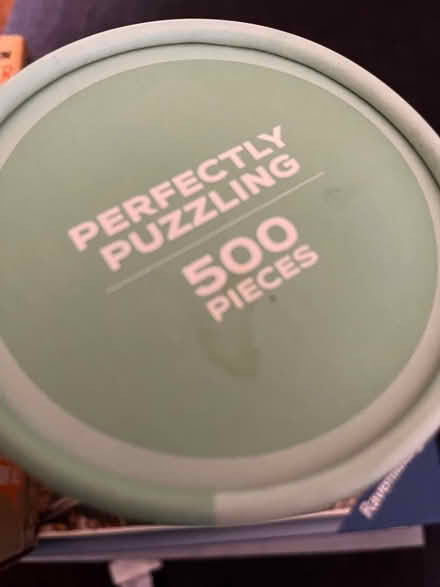 PERFECTLY
PUZZLING
500
PIECES